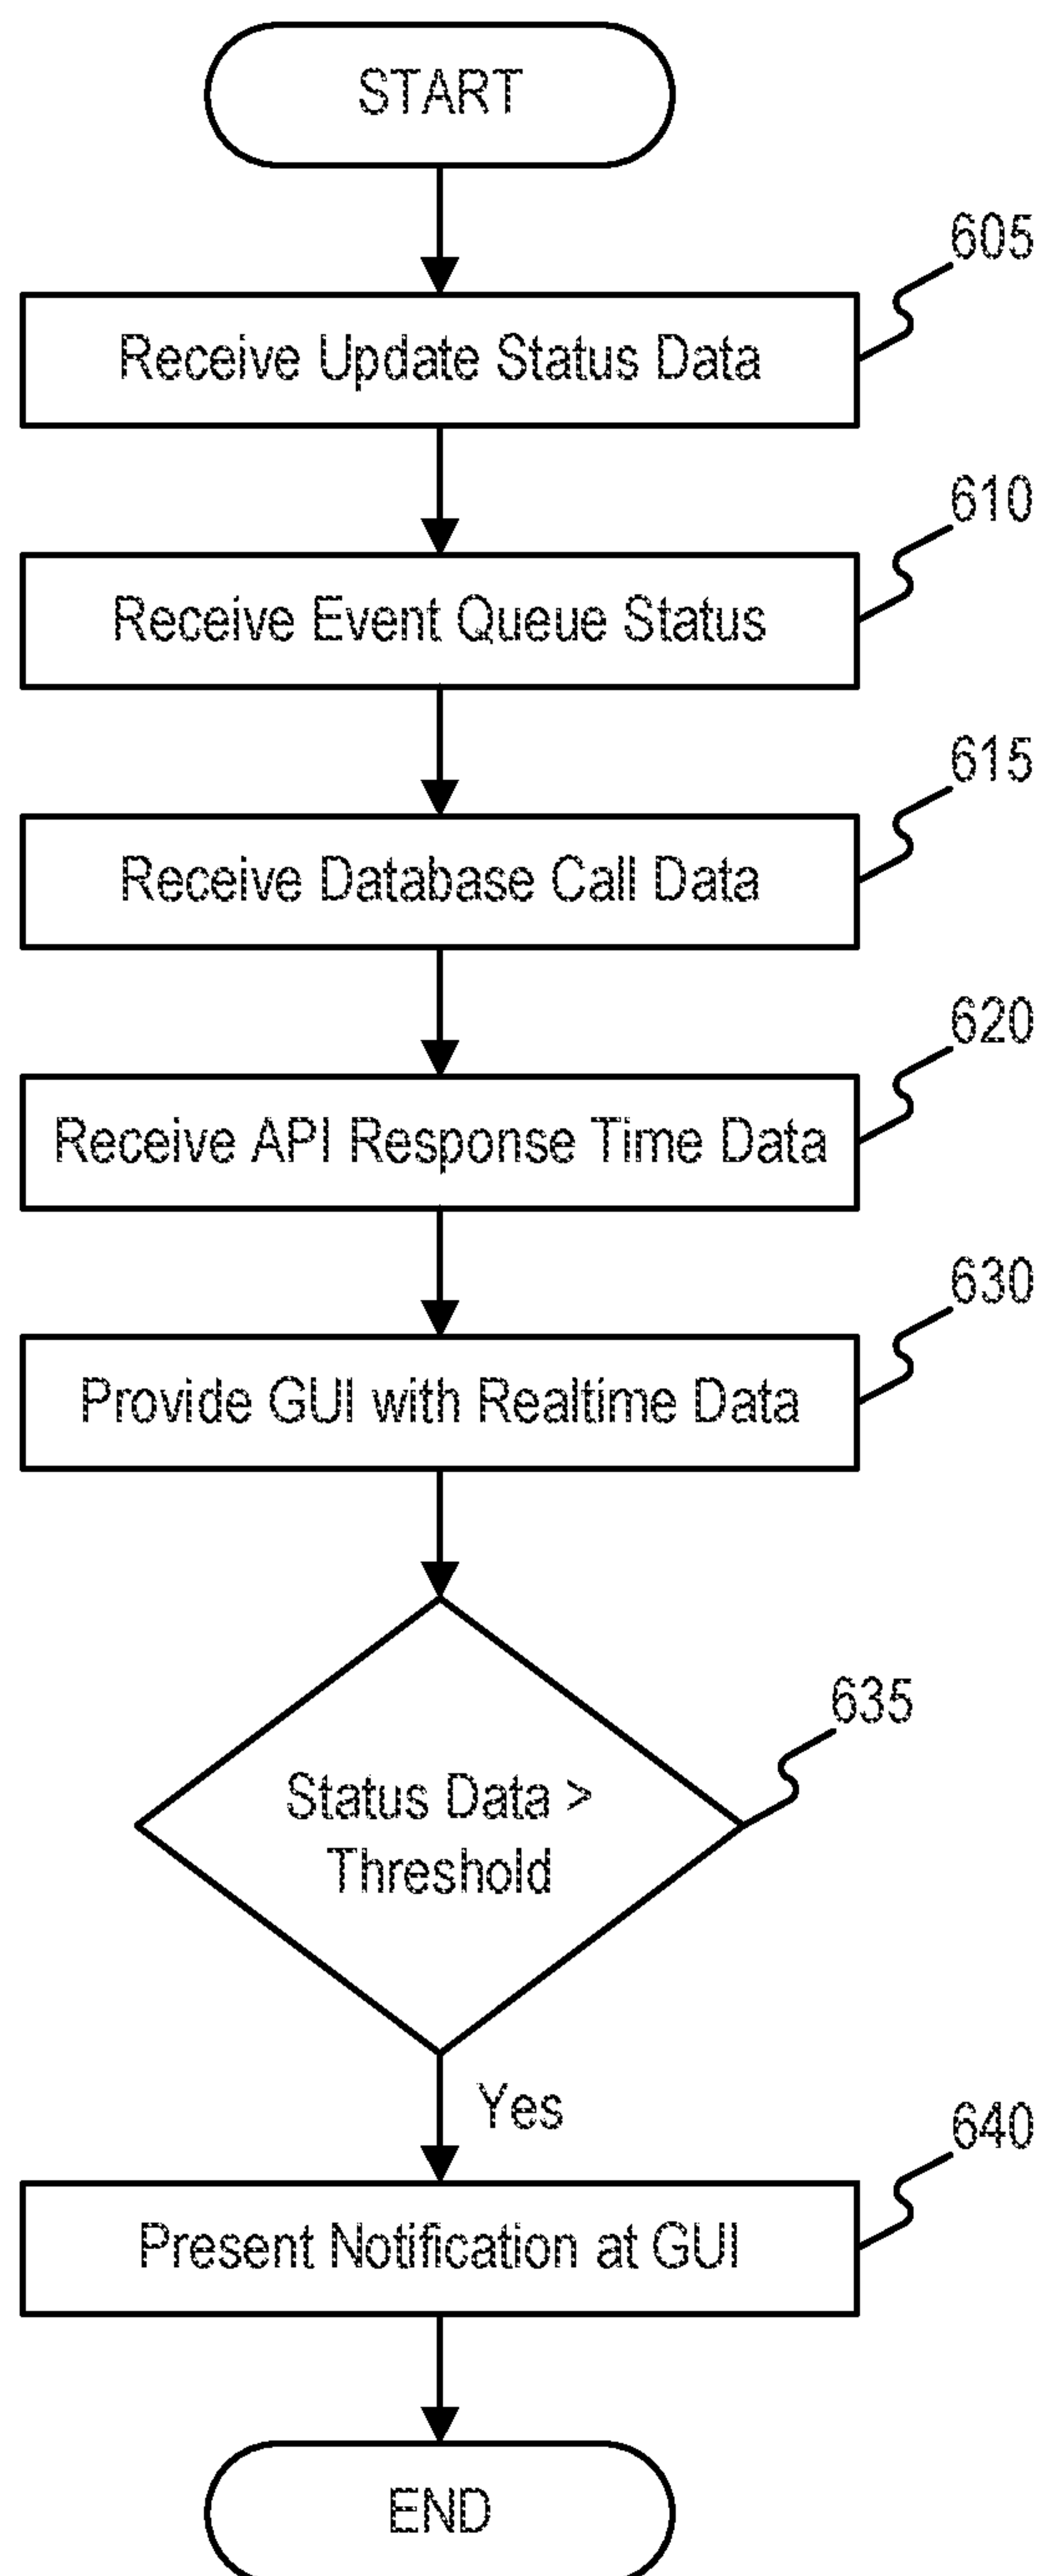 START
605
Receive Update Status Data
610
Receive Event Queue Status
615
Receive Database Call Data
620
Receive API Response Time Data
630
Provide GUI with Realtime Data
635
Status Data >
Threshold
Yes
640
Present Notification at GUI
END